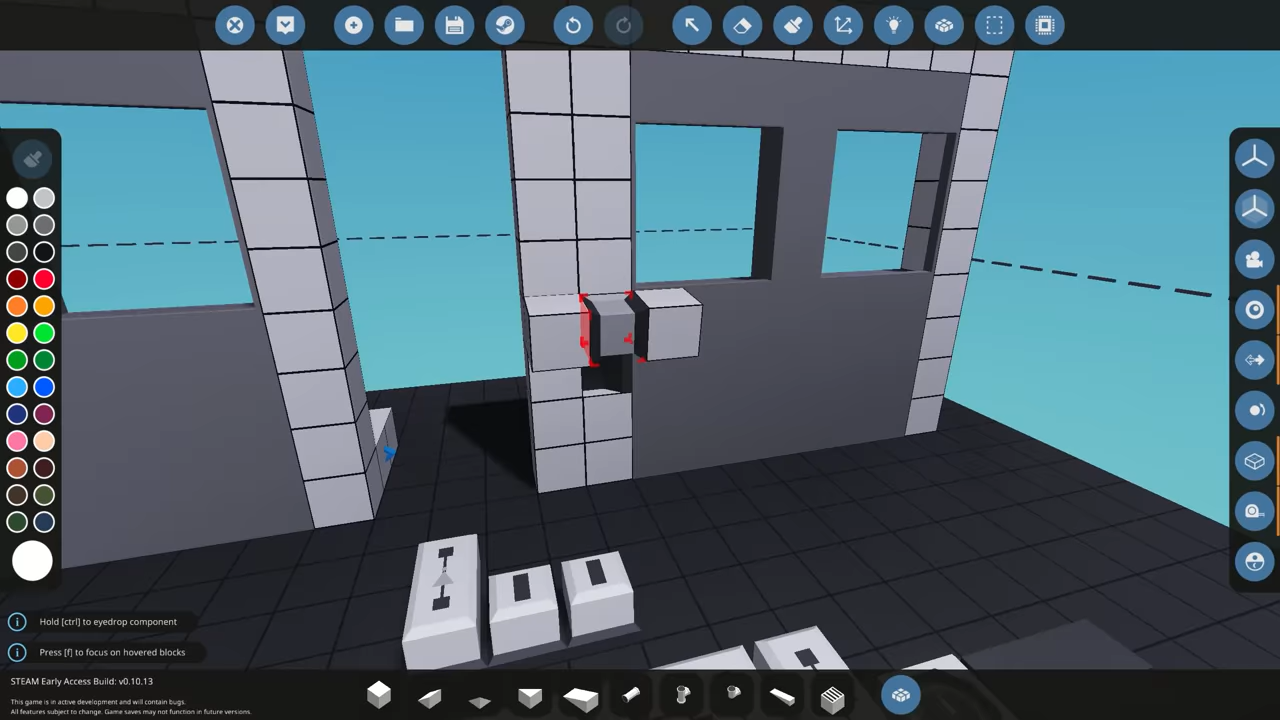 Hold [ctrl] to eyedrop component
Press [f] to focus on hovered blocks
STEAM Early Access Build: v0.10.13
This game is in active development and will contain bugs.
All features subject to change. Game saves may not function in future versions.